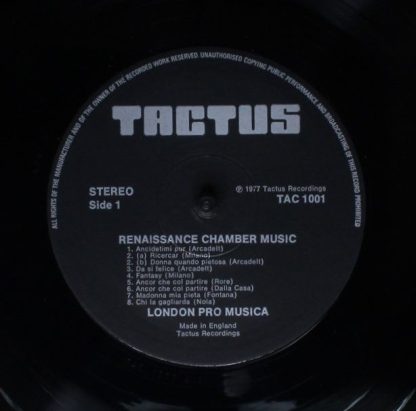 ALL RIGHTS OF THE MANUFACTURER AND OF THE OWNER OF THE RECORDED WORK RESERVED. UNAUTHORISED COPYING PUBLIC PERFORMANCE AND BROADCASTING OF THIS RECORD PROHIBITED
TACTUS
STEREO
Side 1
℗ 1977 Tactus Recordings
TAC 1001
RENAISSANCE CHAMBER MUSIC
1. Ancidetimi pur (Arcadelt)
2. (a) Ricercar (Milano)
2. (b) Donna quando pietosa (Arcadelt)
3. Da si felice (Arcadelt)
4. Fantasy (Milano)
5. Ancor che col partire (Rore)
6. Ancor che col partire (Dalla Casa)
7. Madonna mia pieta (Fontana)
8. Chi la gagliarda (Nola)
LONDON PRO MUSICA
Made in England
Tactus Recordings